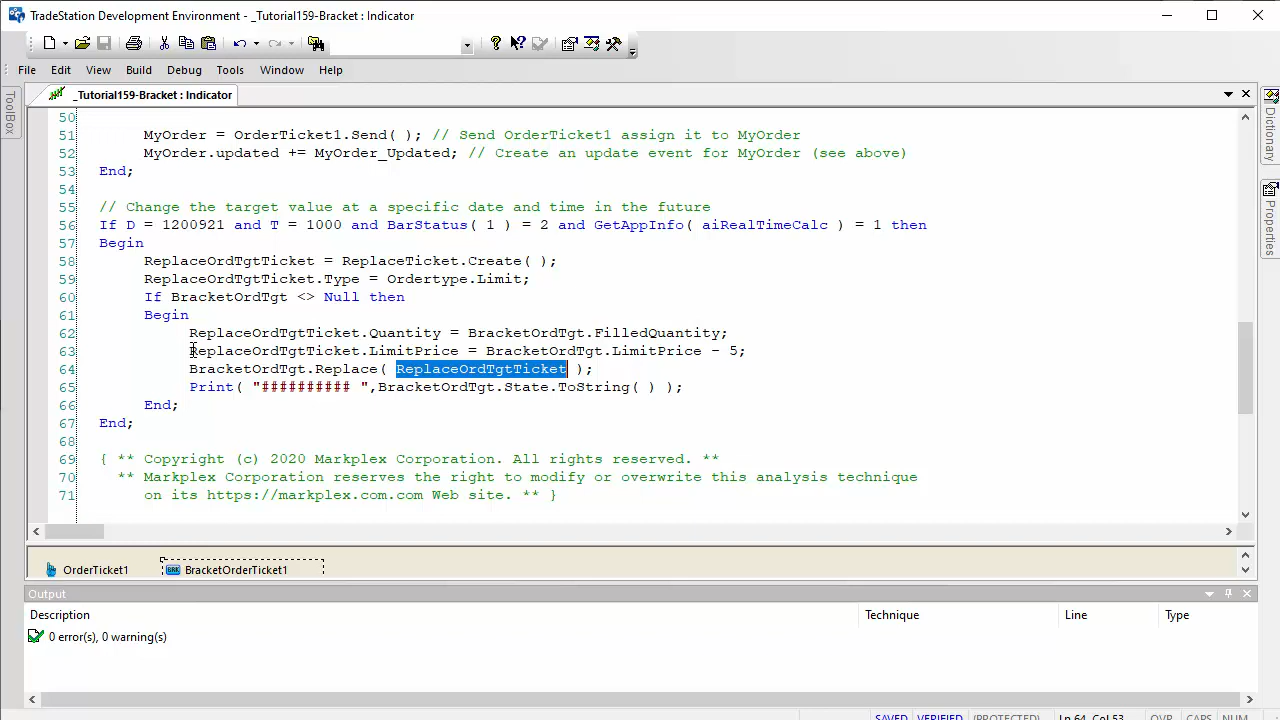 TradeStation Development Environment - _Tutorial159-Bracket : Indicator
File Edit View Build Debug Tools Window Help
_Tutorial159-Bracket : Indicator
ToolBox
Dictionary
Properties
50
51 MyOrder = OrderTicket1.Send( ); // Send OrderTicket1 assign it to MyOrder
52 MyOrder.updated += MyOrder_Updated; // Create an update event for MyOrder (see above)
53 End;
54
55 // Change the target value at a specific date and time in the future
56 If D = 1200921 and T = 1000 and BarStatus( 1 ) = 2 and GetAppInfo( aiRealTimeCalc ) = 1 then
57 Begin
58 ReplaceOrdTgtTicket = ReplaceTicket.Create( );
59 ReplaceOrdTgtTicket.Type = Ordertype.Limit;
60 If BracketOrdTgt <> Null then
61 Begin
62 ReplaceOrdTgtTicket.Quantity = BracketOrdTgt.FilledQuantity;
63 ReplaceOrdTgtTicket.LimitPrice = BracketOrdTgt.LimitPrice - 5;
64 BracketOrdTgt.Replace( ReplaceOrdTgtTicket );
65 Print( "########## ",BracketOrdTgt.State.ToString( ) );
66 End;
67 End;
68
69 { ** Copyright (c) 2020 Markplex Corporation. All rights reserved. **
70 ** Markplex Corporation reserves the right to modify or overwrite this analysis technique
71 on its https://markplex.com.com Web site. ** }
OrderTicket1 BRK BracketOrderTicket1
Output
Description Technique Line Type
0 error(s), 0 warning(s)
SAVED VERIFIED (PROTECTED) Ln 64, Col 53 OVR CAPS NUM